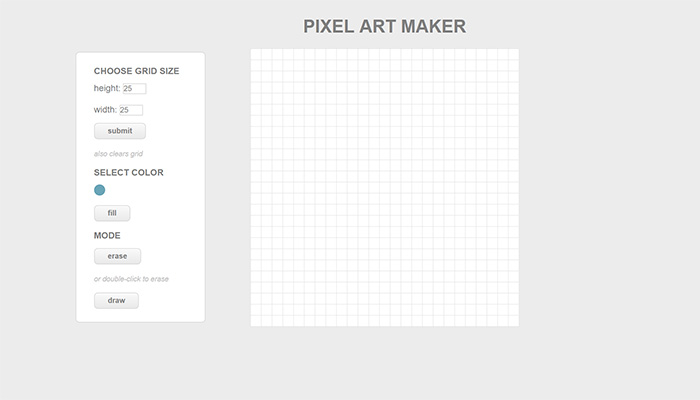 PIXEL ART MAKER
CHOOSE GRID SIZE
height: 25
width: 25
submit
also clears grid
SELECT COLOR
fill
MODE
erase
or double-click to erase
draw